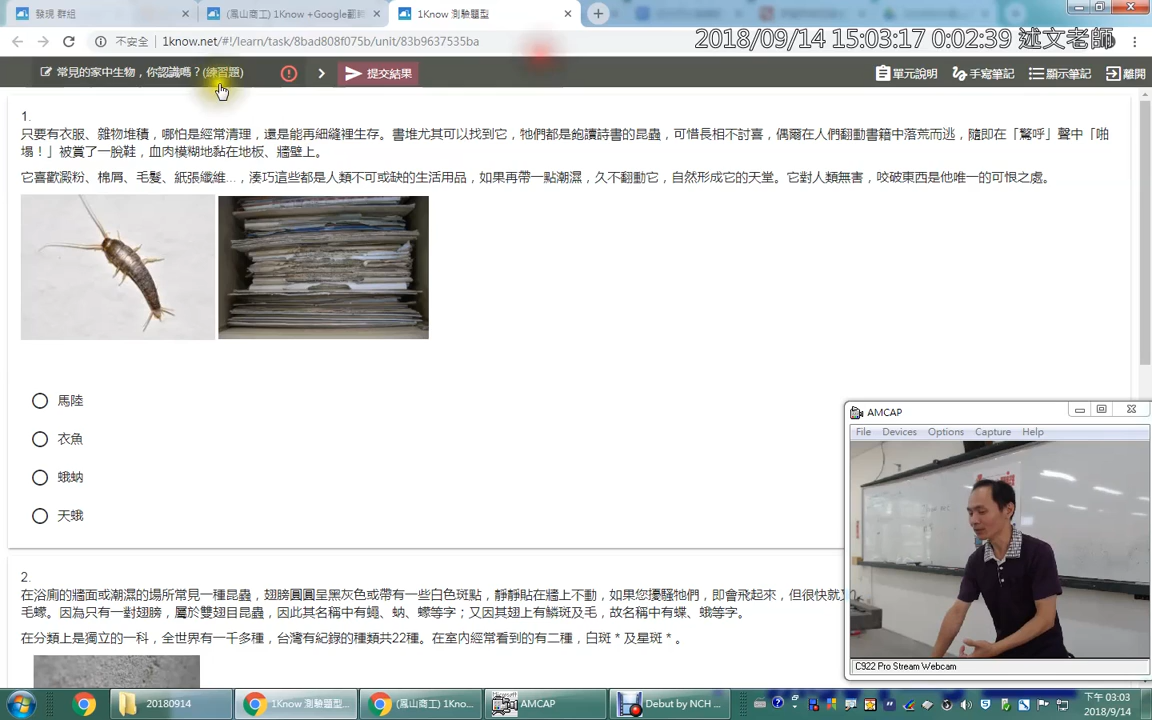 發現 群組
(鳳山商工) 1Know +Google翻轉
1Know 測驗題型
不安全
1know.net/#!/learn/task/8bad808f075b/unit/83b9637535ba
2018/09/14 15:03:17 0:02:39 述文老師
常見的家中生物，你認識嗎？(練習題)
提交結果
單元說明
手寫筆記
顯示筆記
離開
1.
只要有衣服、雜物堆積，哪怕是經常清理，還是能再細縫裡生存。書堆尤其可以找到它，牠們都是飽讀詩書的昆蟲，可惜長相不討喜，偶爾在人們翻動書籍中落荒而逃，隨即在「驚呼」聲中「啪
塌！」被賞了一脫鞋，血肉模糊地黏在地板、牆壁上。
它喜歡澱粉、棉屑、毛髮、紙張纖維...，湊巧這些都是人類不可或缺的生活用品，如果再帶一點潮濕，久不翻動它，自然形成它的天堂。它對人類無害，咬破東西是他唯一的可恨之處。
馬陸
衣魚
蛾蚋
天蛾
2.
在浴廁的牆面或潮濕的場所常見一種昆蟲，翅膀圓圓呈黑灰色或帶有一些白色斑點，靜靜貼在牆上不動，如果您擾騷牠們，即會飛起來，但很快就又
毛蠓。因為只有一對翅膀，屬於雙翅目昆蟲，因此其名稱中有蠅、蚋、蠓等字；又因其翅上有鱗斑及毛，故名稱中有蝶、蛾等字。
在分類上是獨立的一科，全世界有一千多種，台灣有紀錄的種類共22種。在室內經常看到的有二種，白斑＊及星斑＊。
AMCAP
File Devices Options Capture Help
C922 Pro Stream Webcam
20180914
1Know 測驗題型...
(鳳山商工) 1Kno...
AMCAP
Debut by NCH ...
下午 03:03
2018/9/14